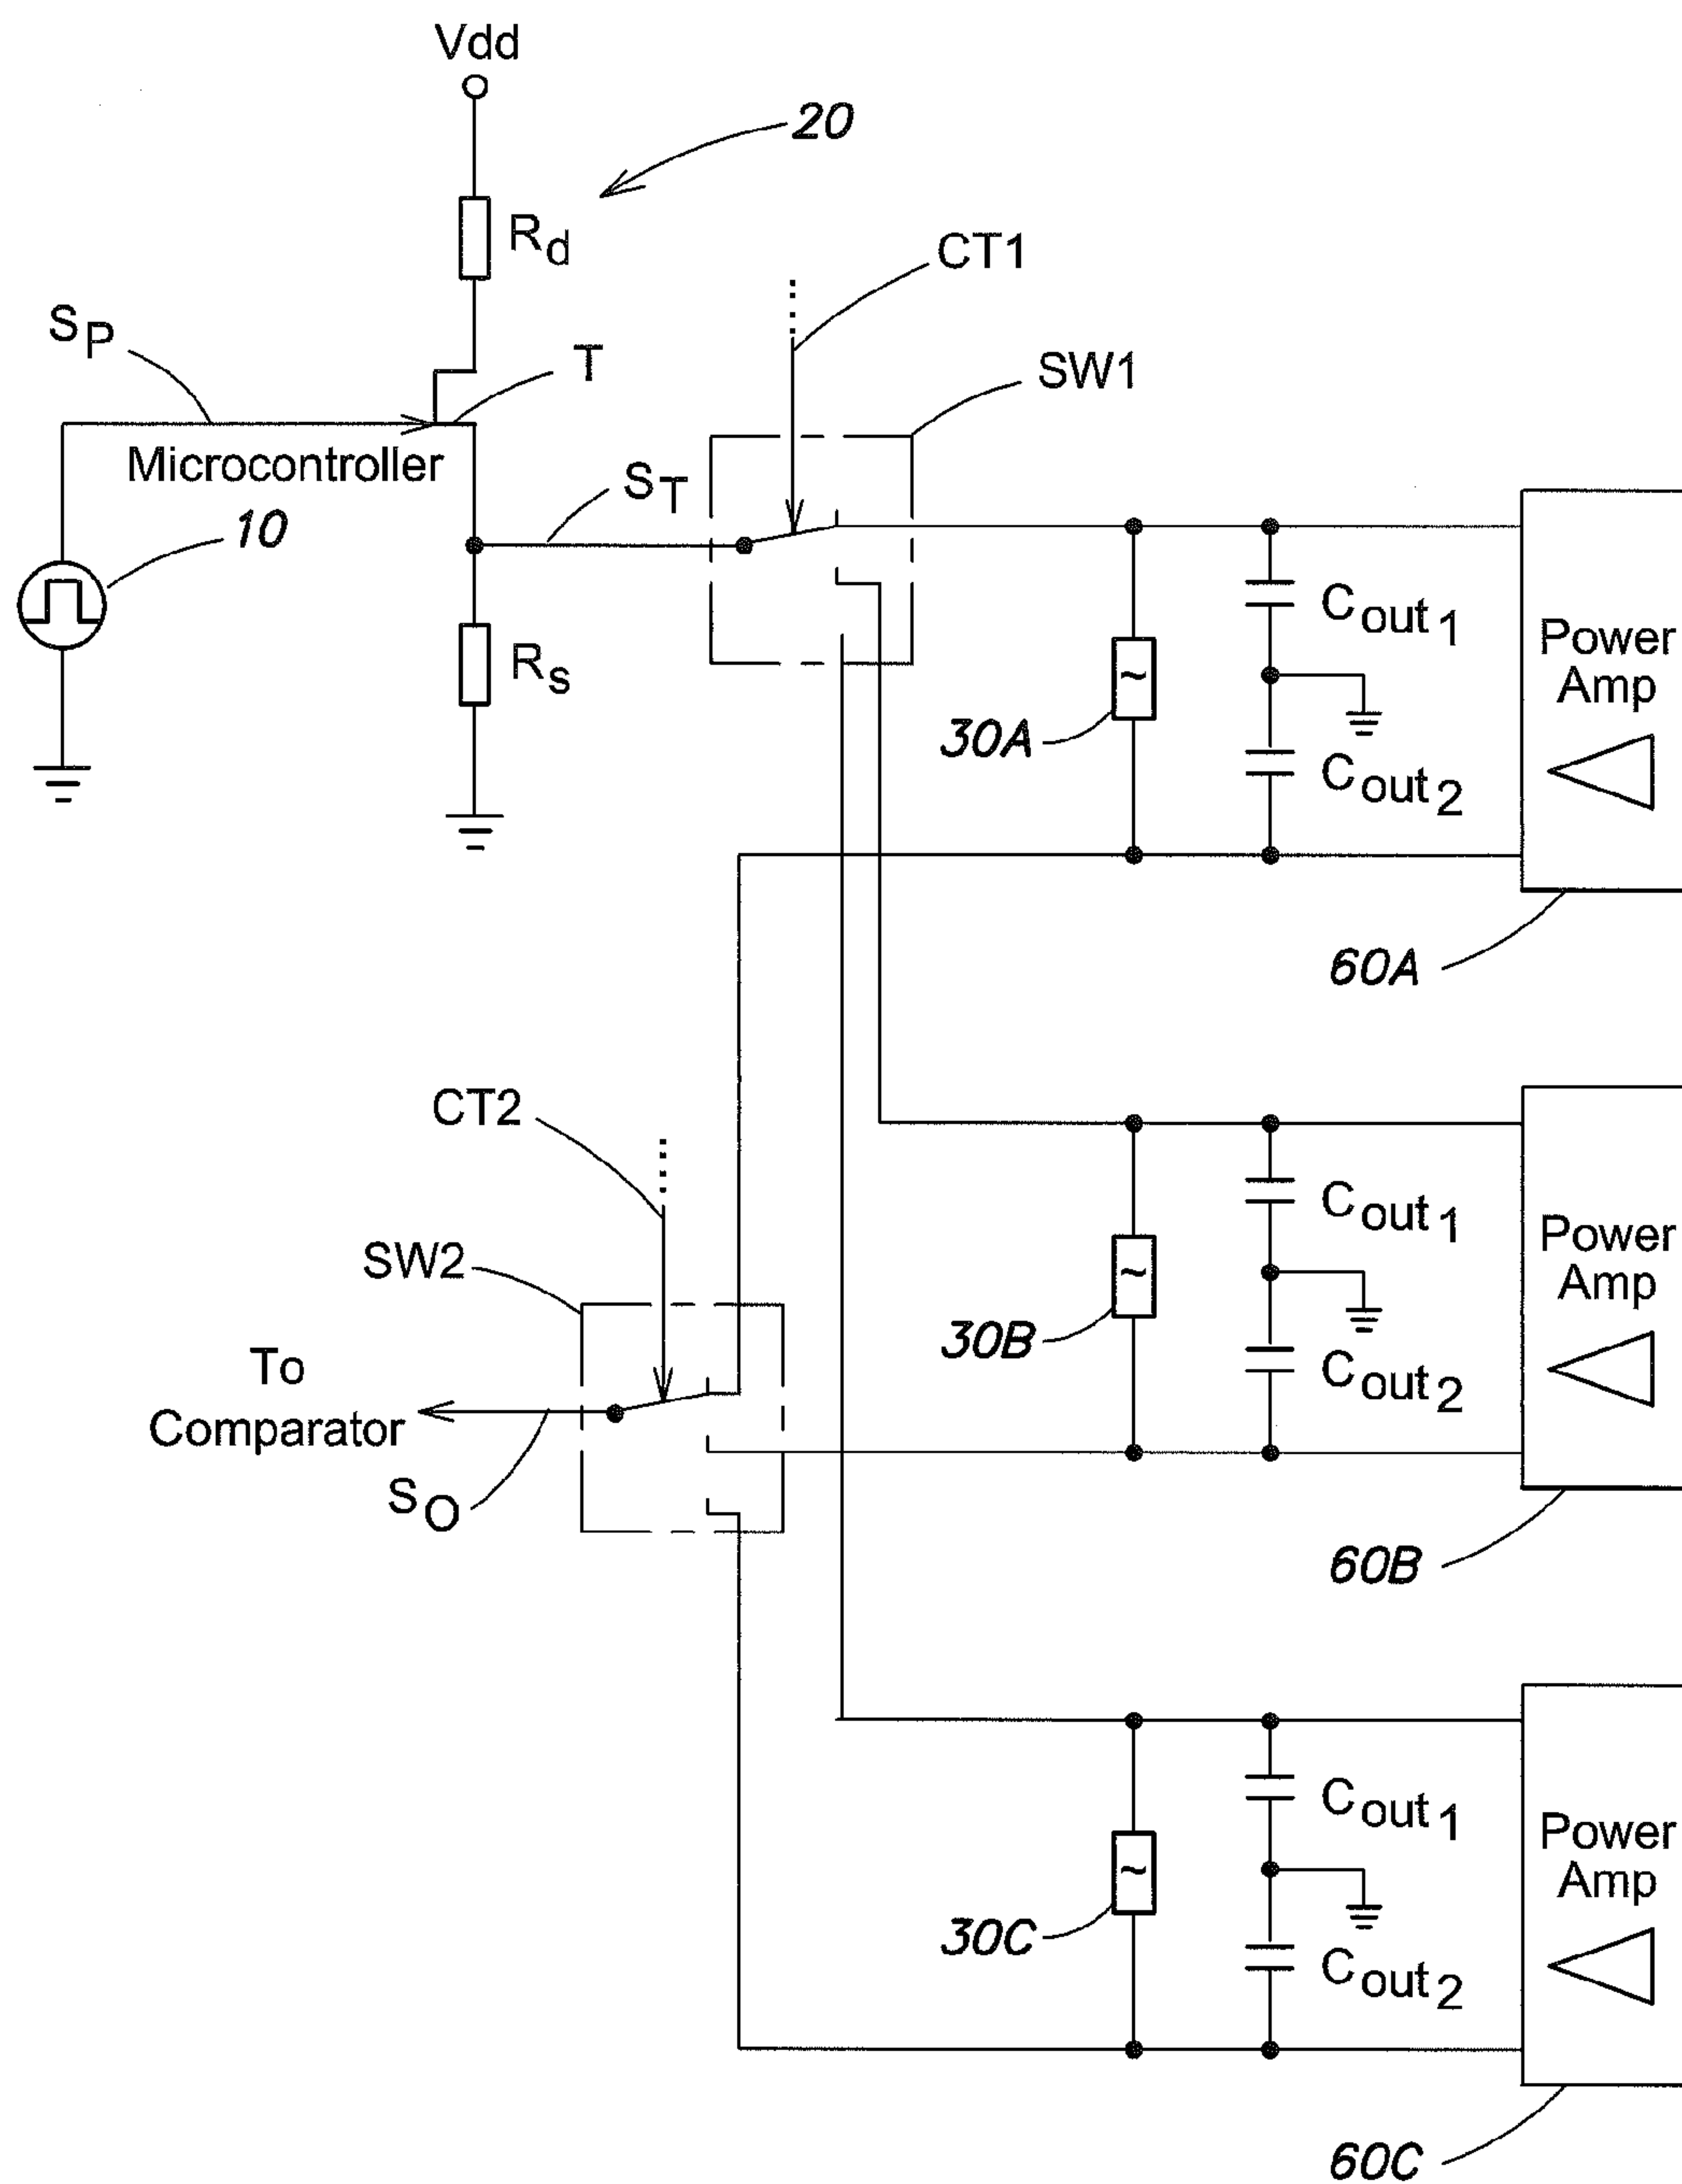 Vdd
20
Rd
CT1
SP
T
SW1
Microcontroller
ST
10
Rs
Cout1
Power
Amp
30A
Cout2
60A
CT2
Cout1
SW2
Power
Amp
30B
To
Comparator
Cout2
SO
60B
Cout1
Power
Amp
30C
Cout2
60C